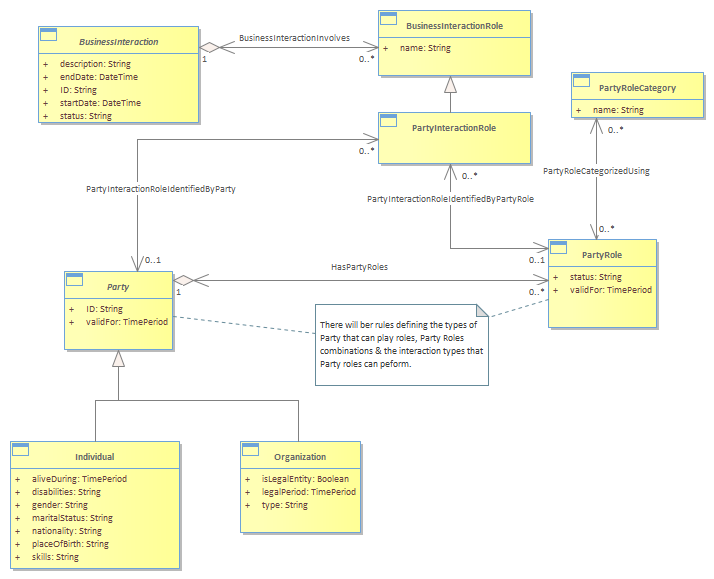 BusinessInteraction
+ description: String
+ endDate: DateTime
+ ID: String
+ startDate: DateTime
+ status: String
1
BusinessInteractionInvolves
0..*
BusinessInteractionRole
+ name: String
PartyRoleCategory
+ name: String
0..*
PartyRoleCategorizedUsing
0..*
PartyInteractionRole
0..*
0..*
PartyInteractionRoleIdentifiedByParty
0..1
PartyInteractionRoleIdentifiedByPartyRole
0..1
PartyRole
+ status: String
+ validFor: TimePeriod
HasPartyRoles
1
0..*
Party
+ ID: String
+ validFor: TimePeriod
There will ber rules defining the types of
Party that can play roles, Party Roles
combinations & the interaction types that
Party roles can peform.
Individual
+ aliveDuring: TimePeriod
+ disabilities: String
+ gender: String
+ maritalStatus: String
+ nationality: String
+ placeOfBirth: String
+ skills: String
Organization
+ isLegalEntity: Boolean
+ legalPeriod: TimePeriod
+ type: String